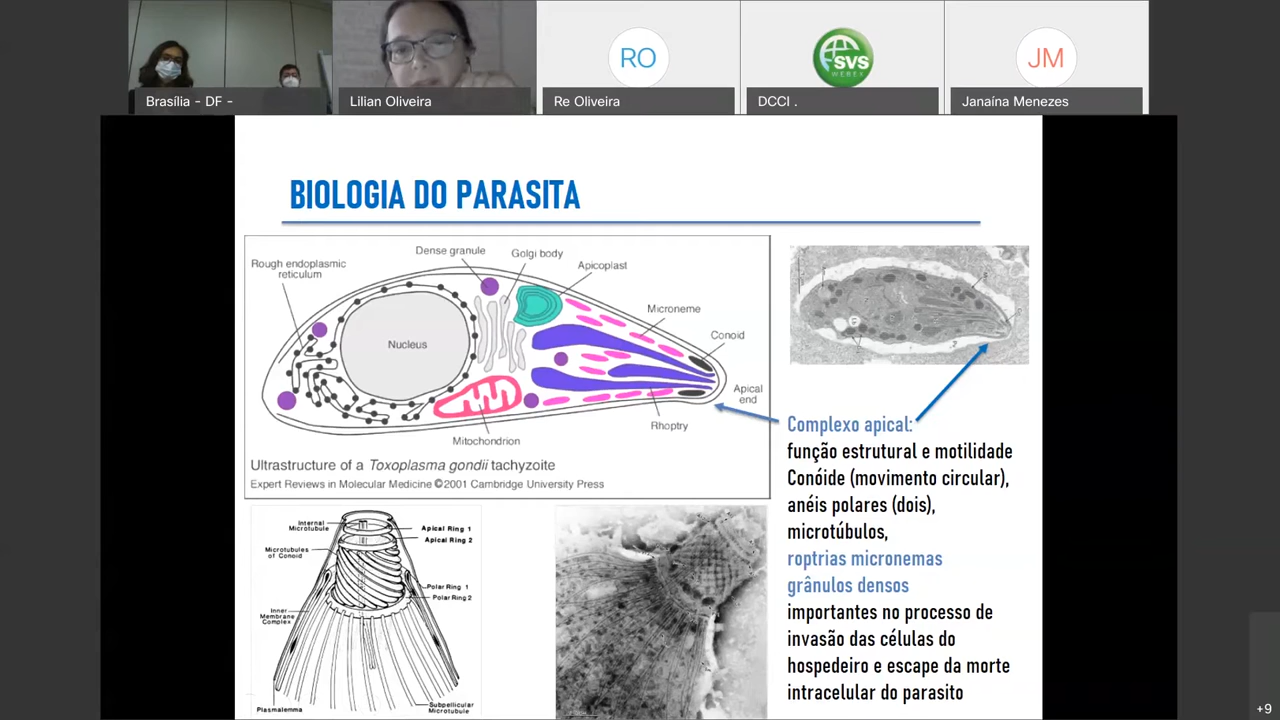 Brasília - DF -
Lilian Oliveira
RO
Re Oliveira
SVS
WEBEX
DCCI .
JM
Janaína Menezes
BIOLOGIA DO PARASITA
Dense granule
Golgi body
Apicoplast
Rough endoplasmic
reticulum
Microneme
Conoid
Nucleus
Apical
end
Rhoptry
Mitochondrion
Ultrastructure of a Toxoplasma gondii tachyzoite
Expert Reviews in Molecular Medicine ©2001 Cambridge University Press
Complexo apical:
função estrutural e motilidade
Conóide (movimento circular),
anéis polares (dois),
microtúbulos,
roptrias micronemas
grânulos densos
importantes no processo de
invasão das células do
hospedeiro e escape da morte
intracelular do parasito
Internal
Microtubule
Apical Ring 1
Apical Ring 2
Microtubules
of Conoid
Polar Ring 1
Polar Ring 2
Inner
Membrane
Complex
Plasmalemma
Subpellicular
Microtubule
+9